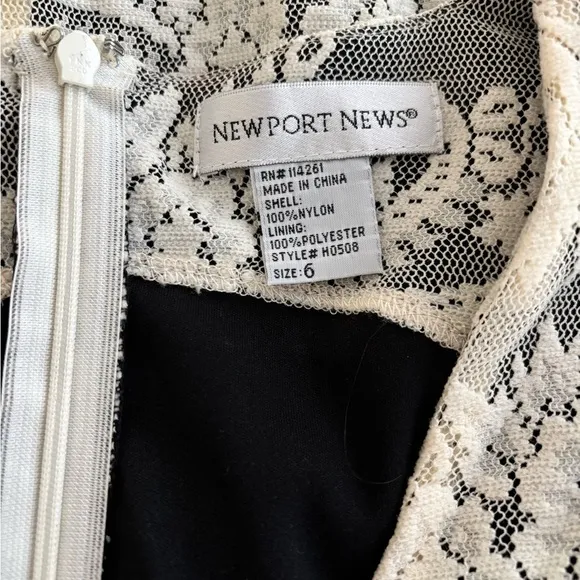 NEWPORT NEWS®
RN# 114261
MADE IN CHINA
SHELL:
100%NYLON
LINING:
100%POLYESTER
STYLE# H0508
SIZE: 6